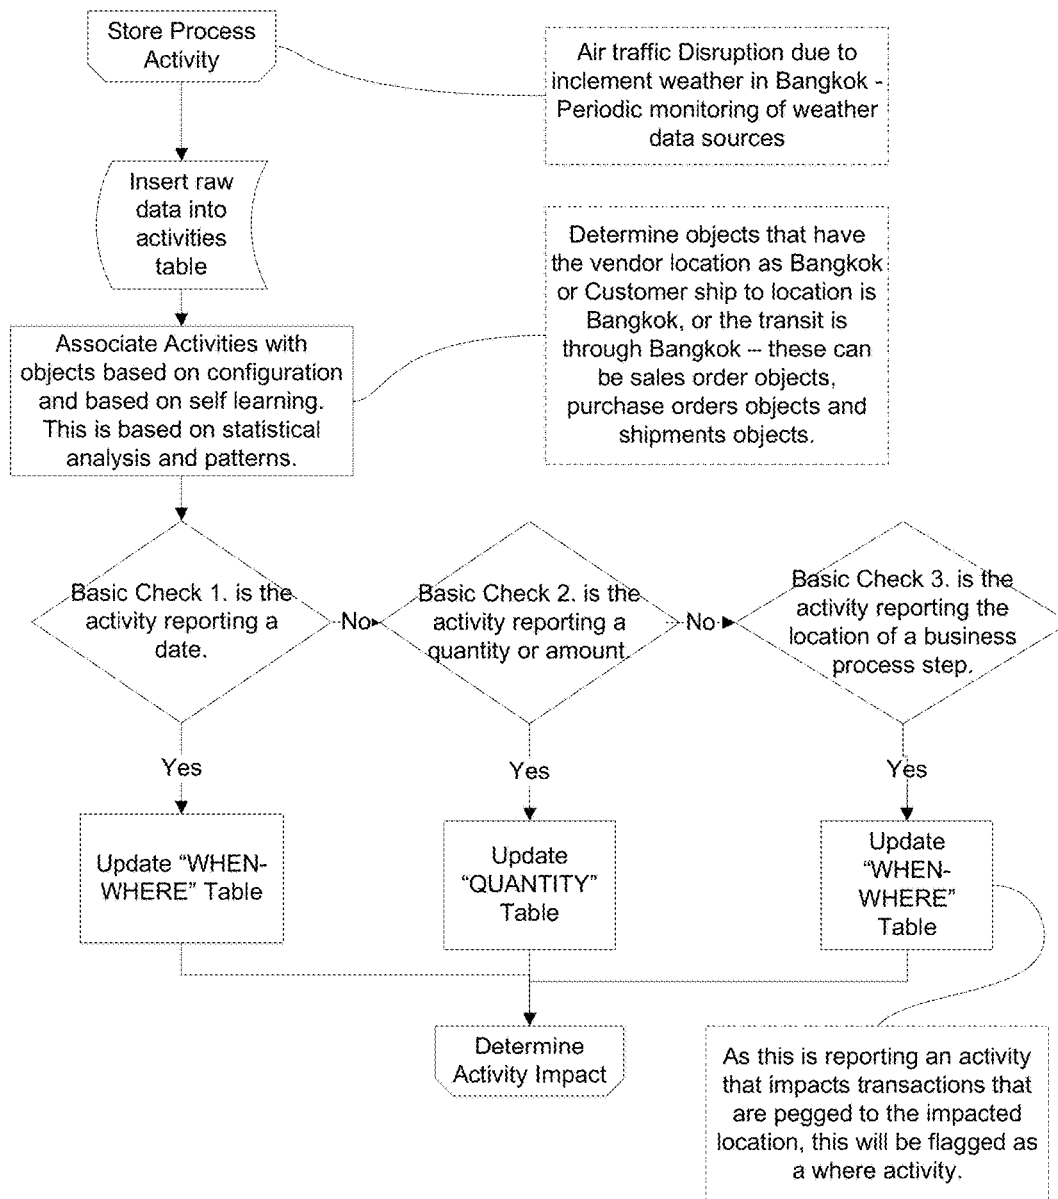 Store Process
Activity
Air traffic Disruption due to
inclement weather in Bangkok -
Periodic monitoring of weather
data sources
Insert raw
data into
activities
table
Determine objects that have
the vendor location as Bangkok
or Customer ship to location is
Bangkok, or the transit is
through Bangkok – these can
be sales order objects,
purchase orders objects and
shipments objects.
Associate Activities with
objects based on configuration
and based on self learning.
This is based on statistical
analysis and patterns.
Basic Check 1. is the
activity reporting a
date.
No
Basic Check 2. is the
activity reporting a
quantity or amount.
No
Basic Check 3. is the
activity reporting the
location of a business
process step.
Yes
Yes
Yes
Update “WHEN-
WHERE” Table
Update
“QUANTITY”
Table
Update
“WHEN-
WHERE”
Table
Determine
Activity Impact
As this is reporting an activity
that impacts transactions that
are pegged to the impacted
location, this will be flagged as
a where activity.